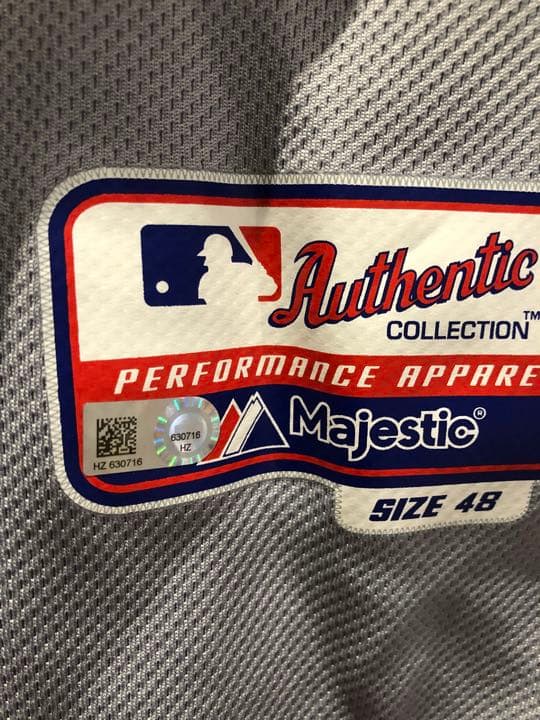 Authentic
COLLECTION™
PERFORMANCE APPARE
630716
HZ
HZ 630716
Majestic®
SIZE 48